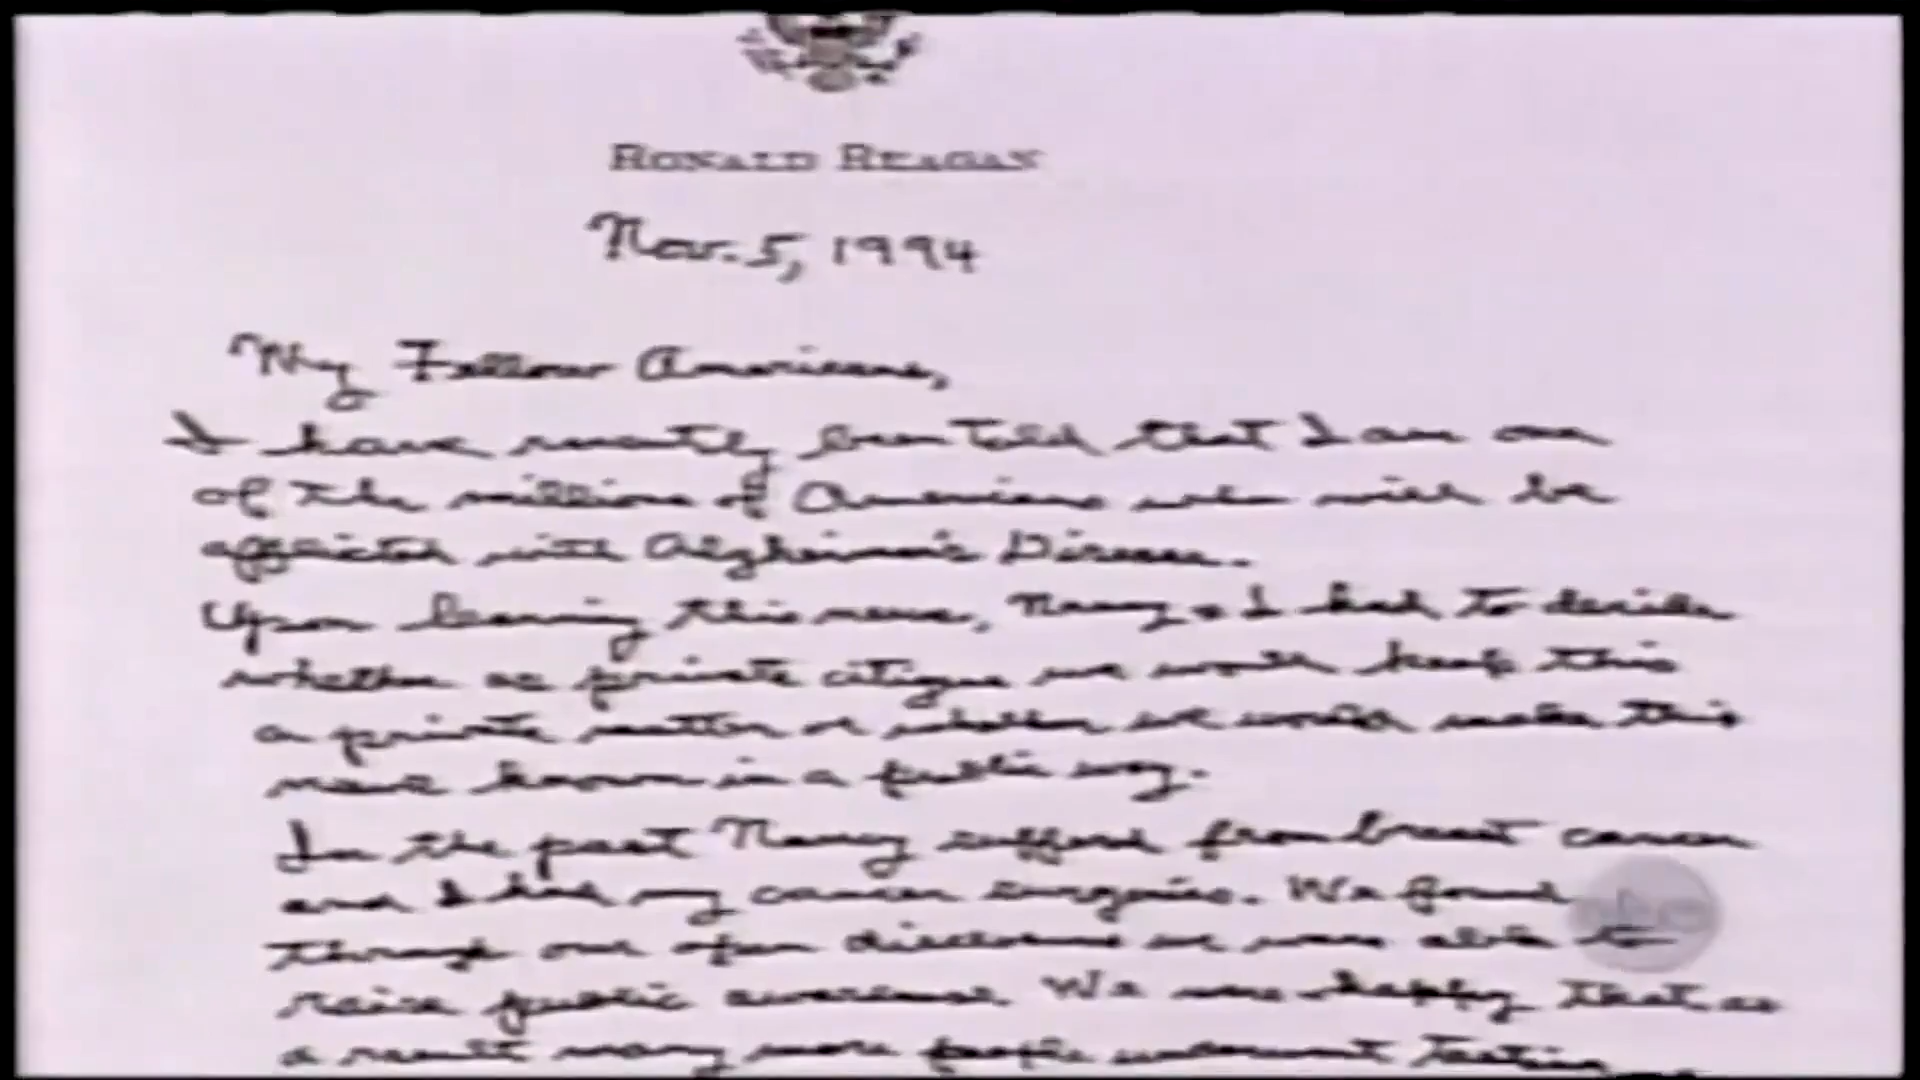 RONALD REAGAN
Nov. 5, 1994
My Fellow Americans,
I have recently been told that I am one
of the millions of Americans who will be
afflicted with Alzheimer's Disease.
Upon learning this news, Nancy & I had to decide
whether as private citizens we would keep this
a private matter or whether we would make this
news known in a public way.
In the past Nancy suffered from breast cancer
and I had my cancer surgeries. We found
through our open disclosures we were able to
raise public awareness. We were happy that as
a result many more people underwent testing
abc